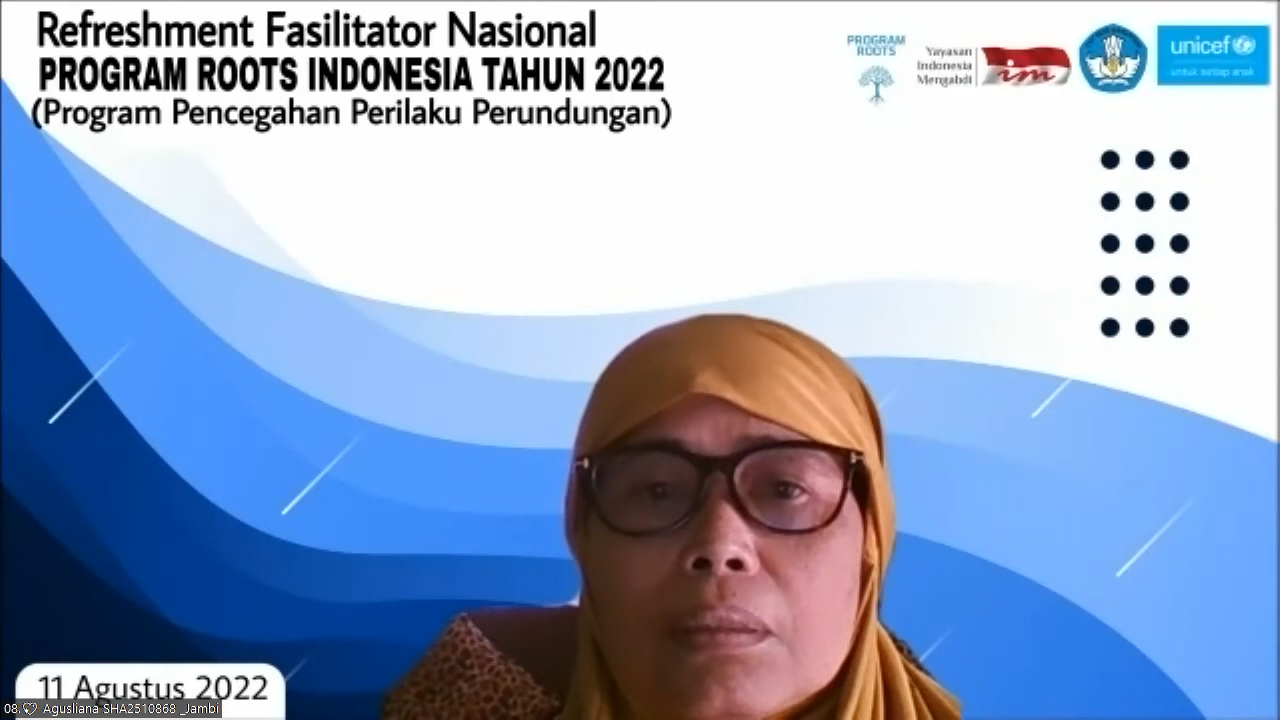 Refreshment Fasilitator Nasional
PROGRAM ROOTS INDONESIA TAHUN 2022
(Program Pencegahan Perilaku Perundungan)
PROGRAM
ROOTS
Yayasan
Indonesia
Mengabdi
im
unicef
untuk setiap anak
11 Agustus 2022
08. Agusliana SHA2510868 _Jambi